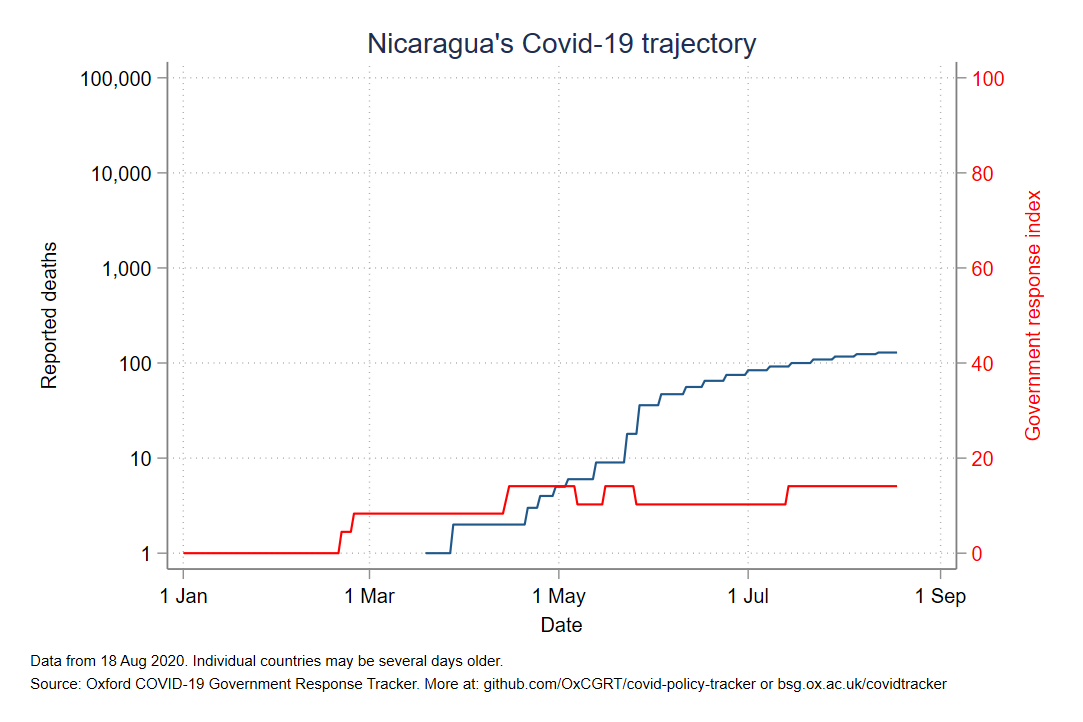 Nicaragua's Covid-19 trajectory
100,000
10,000
1,000
100
10
1
Reported deaths
100
80
60
40
20
0
Government response index
1 Jan
1 Mar
1 May
1 Jul
1 Sep
Date
Data from 18 Aug 2020. Individual countries may be several days older.
Source: Oxford COVID-19 Government Response Tracker. More at: github.com/OxCGRT/covid-policy-tracker or bsg.ox.ac.uk/covidtracker